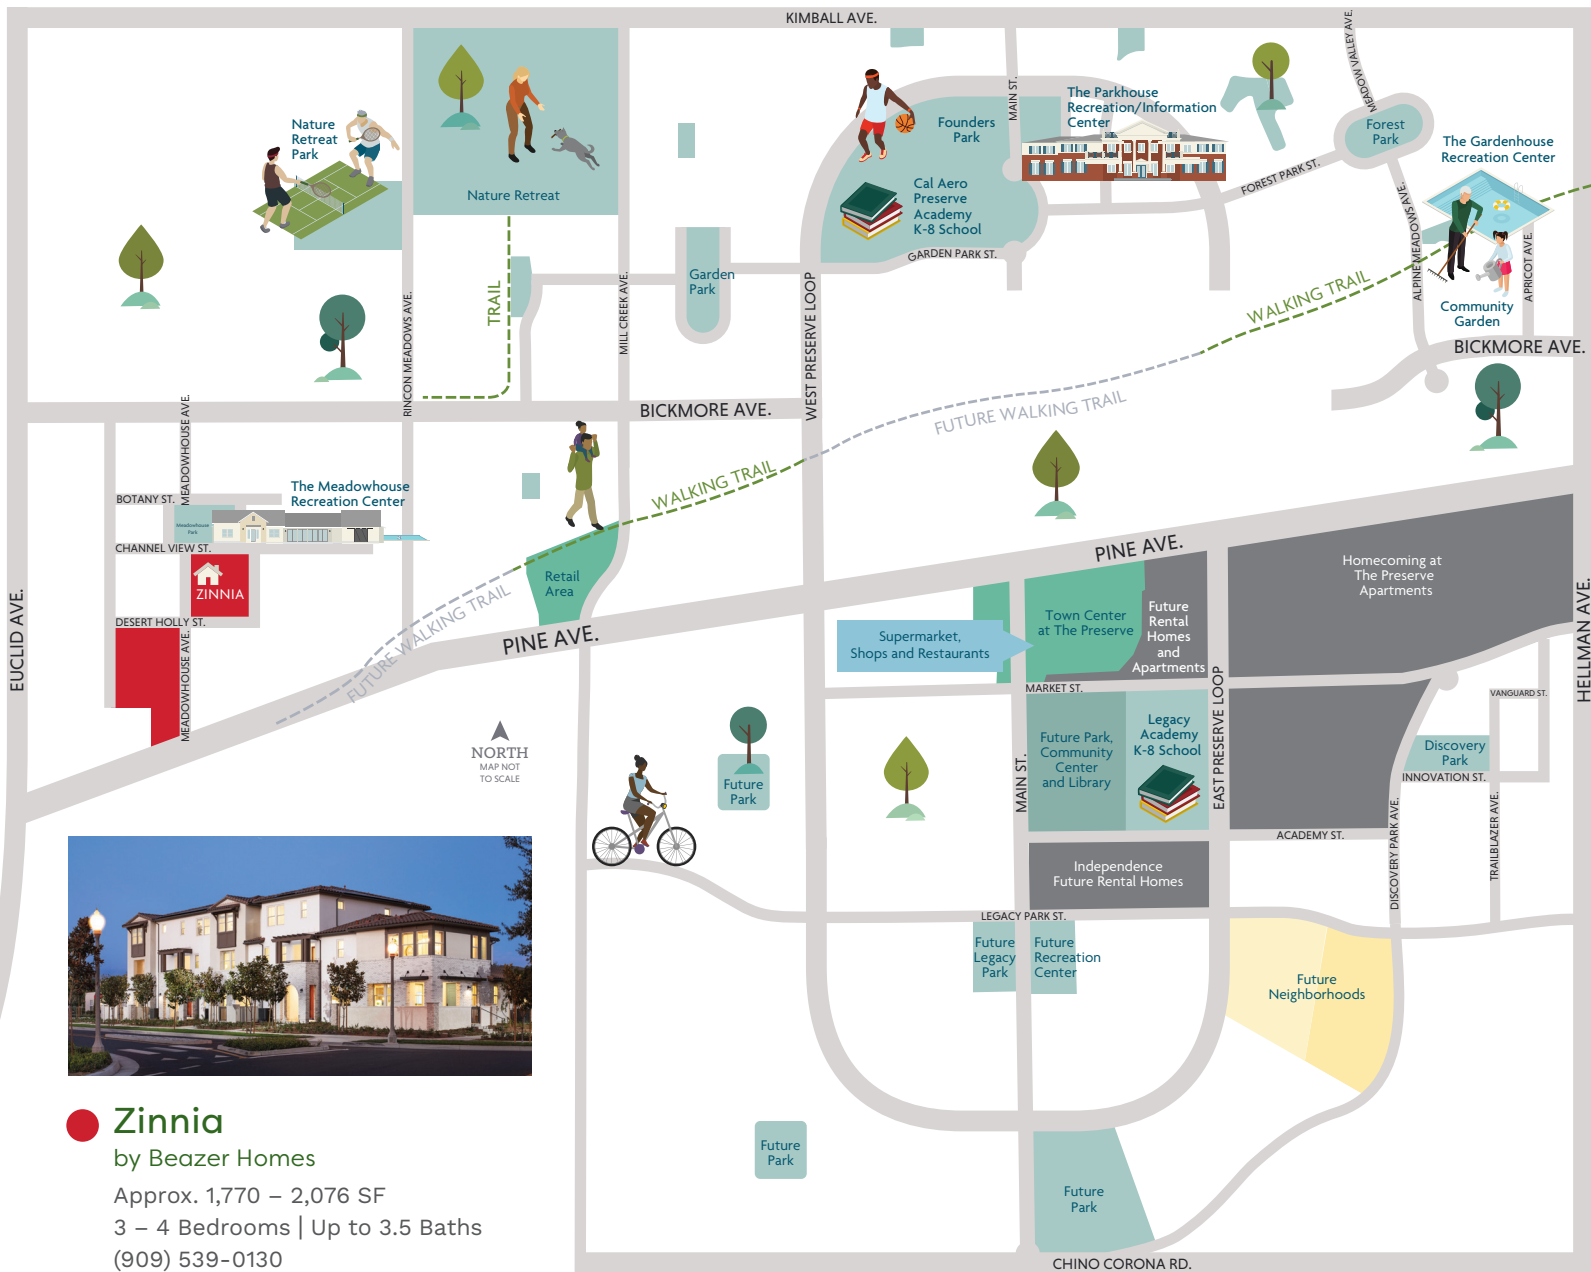 KIMBALL AVE.
MEADOW VALLEY AVE.
Nature
Retreat
Park
Nature Retreat
Founders
Park
MAIN ST.
The Parkhouse
Recreation/Information
Center
Forest
Park
The Gardenhouse
Recreation Center
FOREST PARK ST.
Cal Aero
Preserve
Academy
K-8 School
GARDEN PARK ST.
ALPINE MEADOWS AVE.
APRICOT AVE.
Community
Garden
WALKING TRAIL
BICKMORE AVE.
TRAIL
Garden
Park
MILL CREEK AVE.
RINCON MEADOWS AVE.
WEST PRESERVE LOOP
FUTURE WALKING TRAIL
BICKMORE AVE.
MEADOWHOUSE AVE.
BOTANY ST.
The Meadowhouse
Recreation Center
Meadowhouse
Park
CHANNEL VIEW ST.
ZINNIA
DESERT HOLLY ST.
MEADOWHOUSE AVE.
EUCLID AVE.
WALKING TRAIL
Retail
Area
FUTURE WALKING TRAIL
PINE AVE.
PINE AVE.
Homecoming at
The Preserve
Apartments
HELLMAN AVE.
Town Center
at The Preserve
Future
Rental
Homes
and
Apartments
Supermarket,
Shops and Restaurants
MARKET ST.
EAST PRESERVE LOOP
VANGUARD ST.
NORTH
MAP NOT
TO SCALE
Future
Park
Future Park,
Community
Center
and Library
Legacy
Academy
K-8 School
MAIN ST.
Discovery
Park
INNOVATION ST.
DISCOVERY PARK AVE.
TRAILBLAZER AVE.
ACADEMY ST.
Independence
Future Rental Homes
LEGACY PARK ST.
Future
Legacy
Park
Future
Recreation
Center
Future
Neighborhoods
Future
Park
Future
Park
CHINO CORONA RD.
Zinnia
by Beazer Homes
Approx. 1,770 – 2,076 SF
3 – 4 Bedrooms | Up to 3.5 Baths
(909) 539-0130